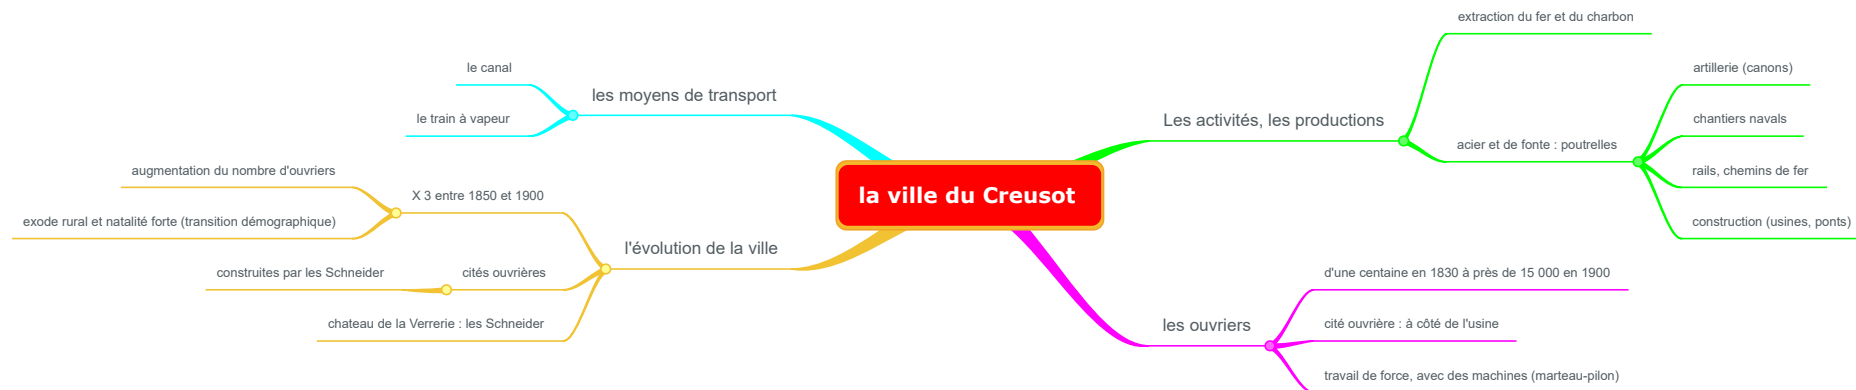 la ville du Creusot
les moyens de transport
le canal
le train à vapeur
l'évolution de la ville
X 3 entre 1850 et 1900
augmentation du nombre d'ouvriers
exode rural et natalité forte (transition démographique)
cités ouvrières
construites par les Schneider
chateau de la Verrerie : les Schneider
Les activités, les productions
extraction du fer et du charbon
acier et de fonte : poutrelles
artillerie (canons)
chantiers navals
rails, chemins de fer
construction (usines, ponts)
les ouvriers
d'une centaine en 1830 à près de 15 000 en 1900
cité ouvrière : à côté de l'usine
travail de force, avec des machines (marteau-pilon)